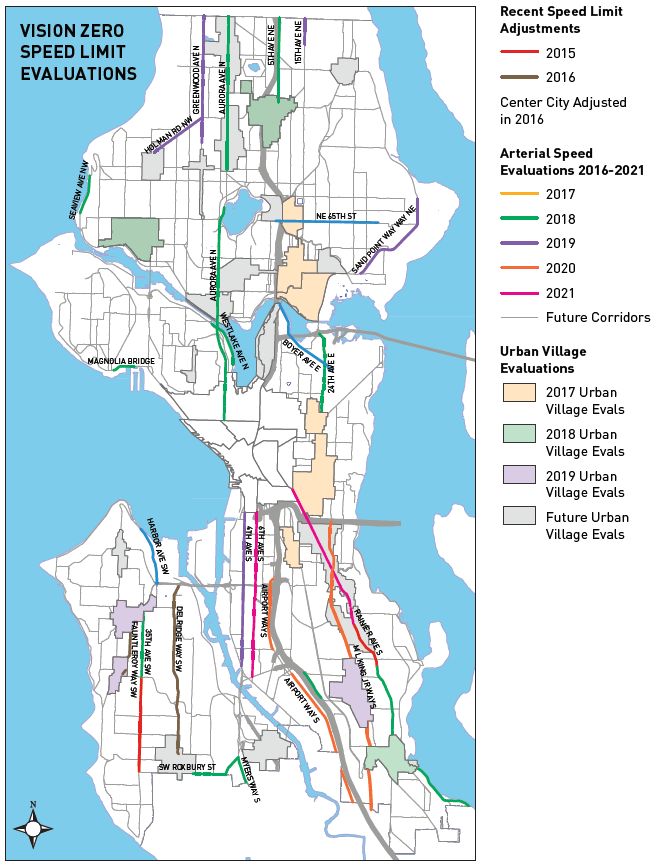 VISION ZERO
SPEED LIMIT
EVALUATIONS
GREENWOOD AVE N
AURORA AVE N
5TH AVE NE
15TH AVE NE
HOLMAN RD NW
SEAVIEW AVE NW
NE 65TH ST
SAND POINT WAY WAY NE
AURORA AVE N
WESTLAKE AVE N
BOYER AVE E
24TH AVE E
MAGNOLIA BRIDGE
HARBOR AVE SW
4TH AVE S
6TH AVE S
AIRPORT WAY S
DELRIDGE WAY SW
35TH AVE SW
FAUNTLEROY WAY SW
RAINIER AVE S
M L KING JR WAY S
AIRPORT WAY S
SW ROXBURY ST
MYERS WAY S
N
Recent Speed Limit
Adjustments
2015
2016
Center City Adjusted
in 2016
Arterial Speed
Evaluations 2016-2021
2017
2018
2019
2020
2021
Future Corridors
Urban Village
Evaluations
2017 Urban
Village Evals
2018 Urban
Village Evals
2019 Urban
Village Evals
Future Urban
Village Evals